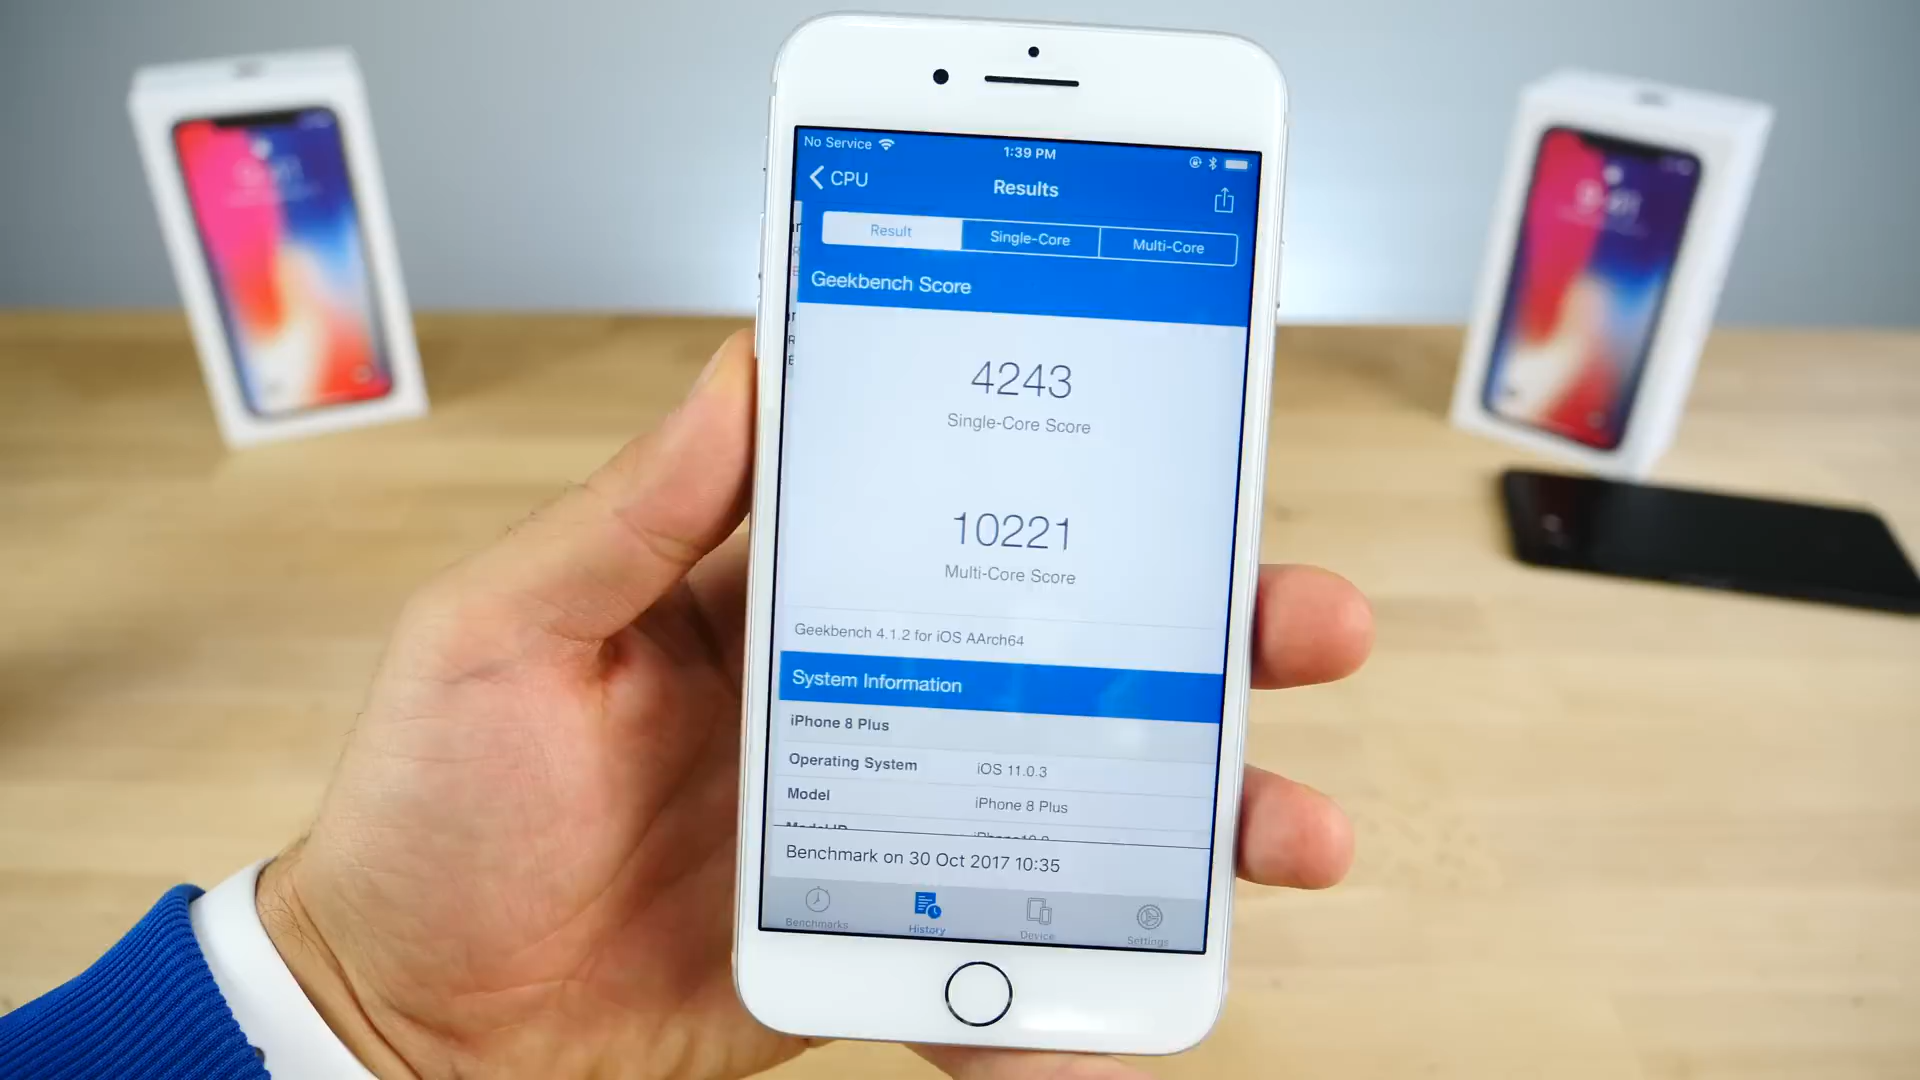 No Service
1:39 PM
CPU
Results
Result
Single-Core
Multi-Core
Geekbench Score
4243
Single-Core Score
10221
Multi-Core Score
Geekbench 4.1.2 for iOS AArch64
System Information
iPhone 8 Plus
Operating System
iOS 11.0.3
Model
iPhone 8 Plus
Benchmark on 30 Oct 2017 10:35
Benchmarks
History
Device
Settings